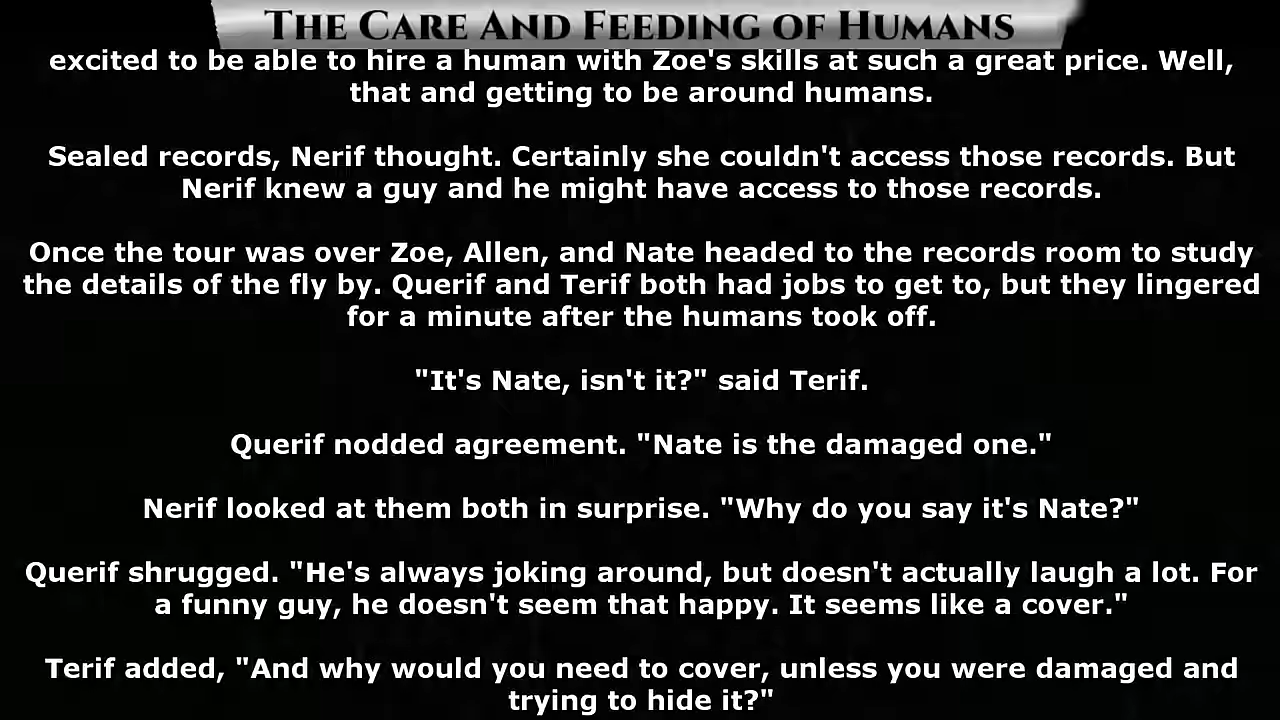 The Care And Feeding of Humans
excited to be able to hire a human with Zoe's skills at such a great price. Well,
that and getting to be around humans.
Sealed records, Nerif thought. Certainly she couldn't access those records. But
Nerif knew a guy and he might have access to those records.
Once the tour was over Zoe, Allen, and Nate headed to the records room to study
the details of the fly by. Querif and Terif both had jobs to get to, but they lingered
for a minute after the humans took off.
"It's Nate, isn't it?" said Terif.
Querif nodded agreement. "Nate is the damaged one."
Nerif looked at them both in surprise. "Why do you say it's Nate?"
Querif shrugged. "He's always joking around, but doesn't actually laugh a lot. For
a funny guy, he doesn't seem that happy. It seems like a cover."
Terif added, "And why would you need to cover, unless you were damaged and
trying to hide it?"